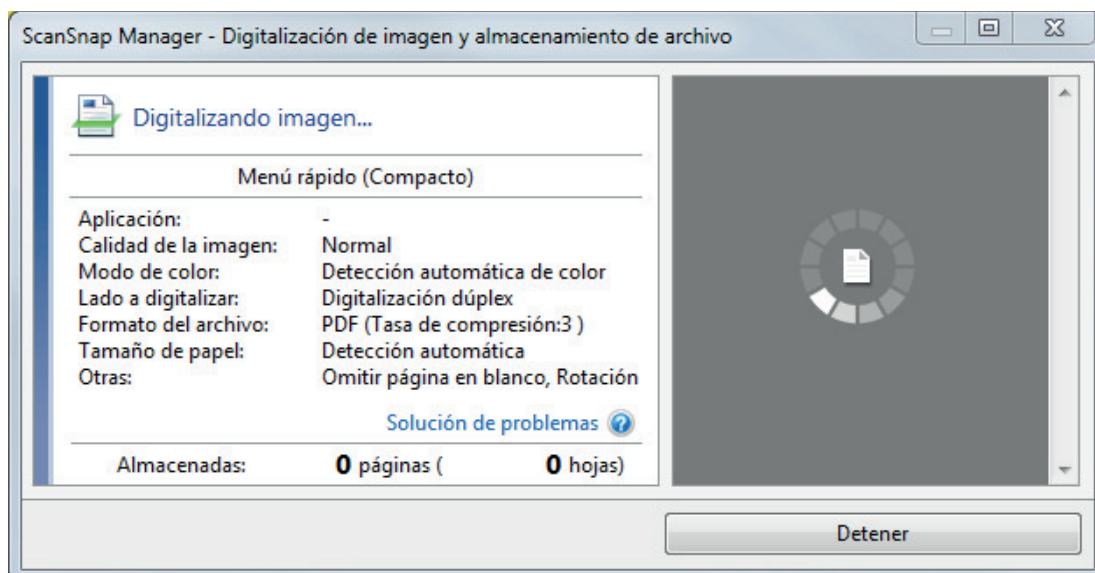 ScanSnap Manager - Digitalización de imagen y almacenamiento de archivo
Digitalizando imagen...
Menú rápido (Compacto)
Aplicación: -
Calidad de la imagen: Normal
Modo de color: Detección automática de color
Lado a digitalizar: Digitalización dúplex
Formato del archivo: PDF (Tasa de compresión:3 )
Tamaño de papel: Detección automática
Otras: Omitir página en blanco, Rotación
Solución de problemas
Almacenadas: 0 páginas ( 0 hojas)
Detener